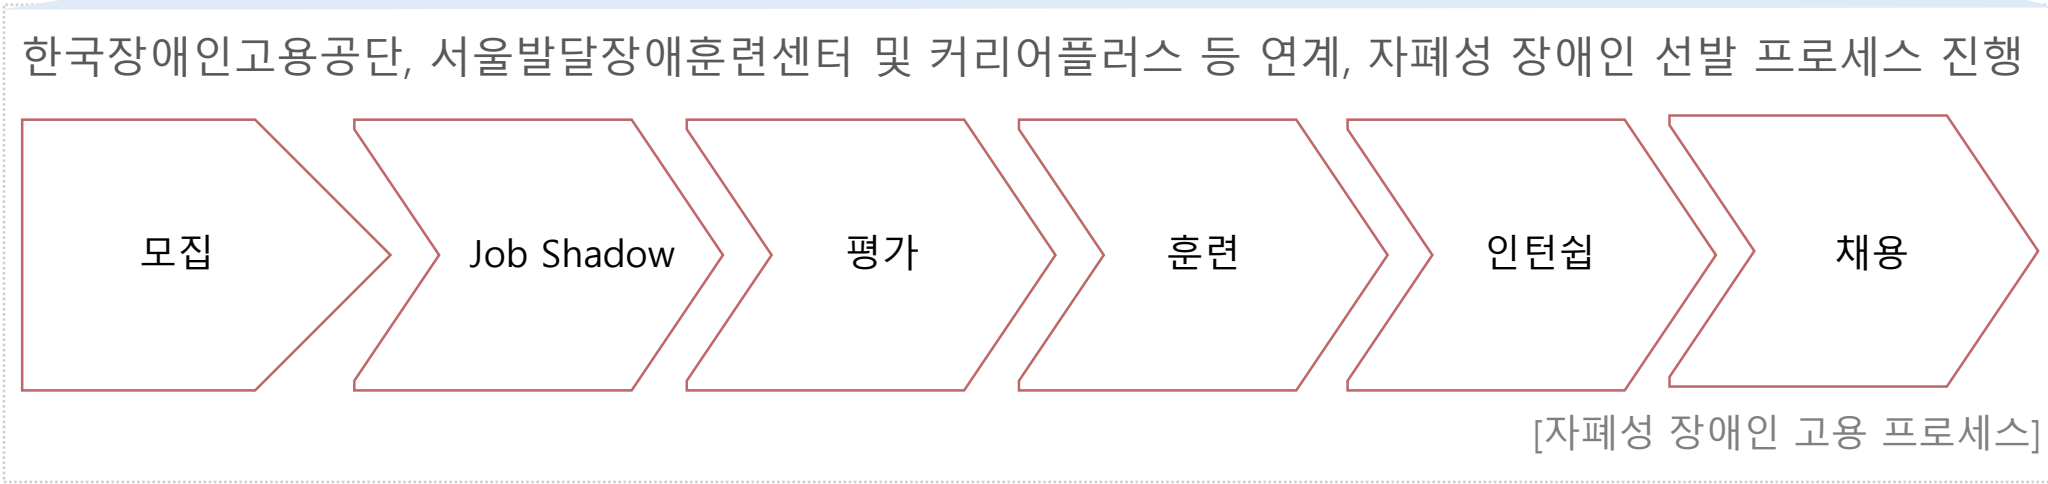 한국장애인고용공단, 서울발달장애훈련센터 및 커리어플러스 등 연계, 자폐성 장애인 선발 프로세스 진행
모집
Job Shadow
평가
훈련
인턴쉽
채용
[자폐성 장애인 고용 프로세스]